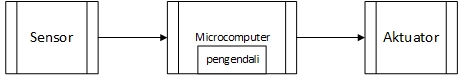 Sensor
Microcomputer
pengendali
Aktuator